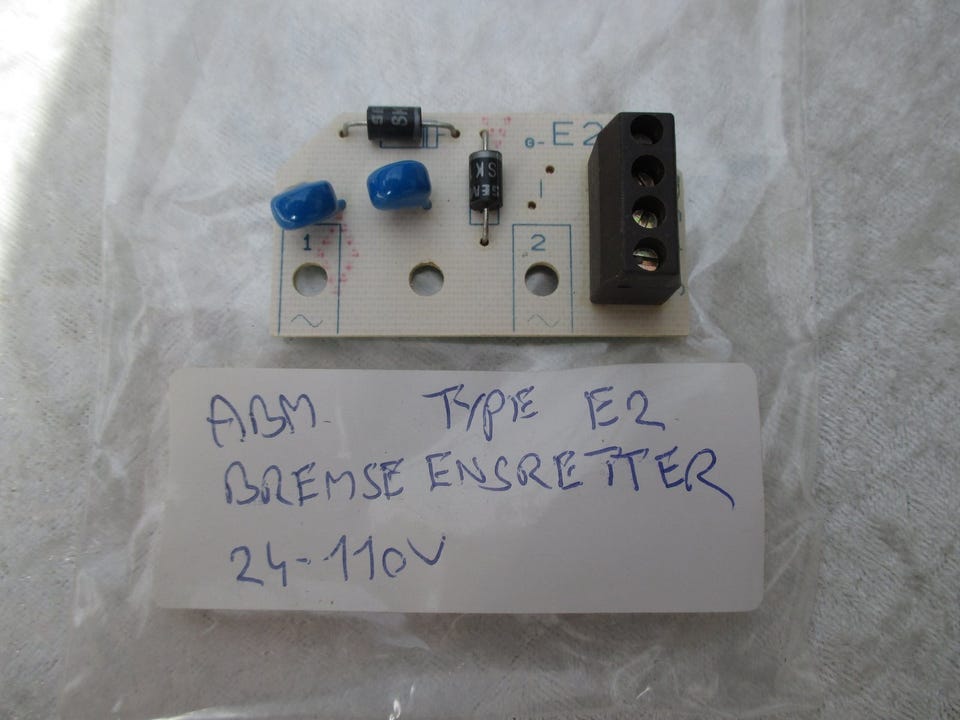 E2
1
2
ABM. TYPE E2
BREMSE ENSRETTER
24-110V